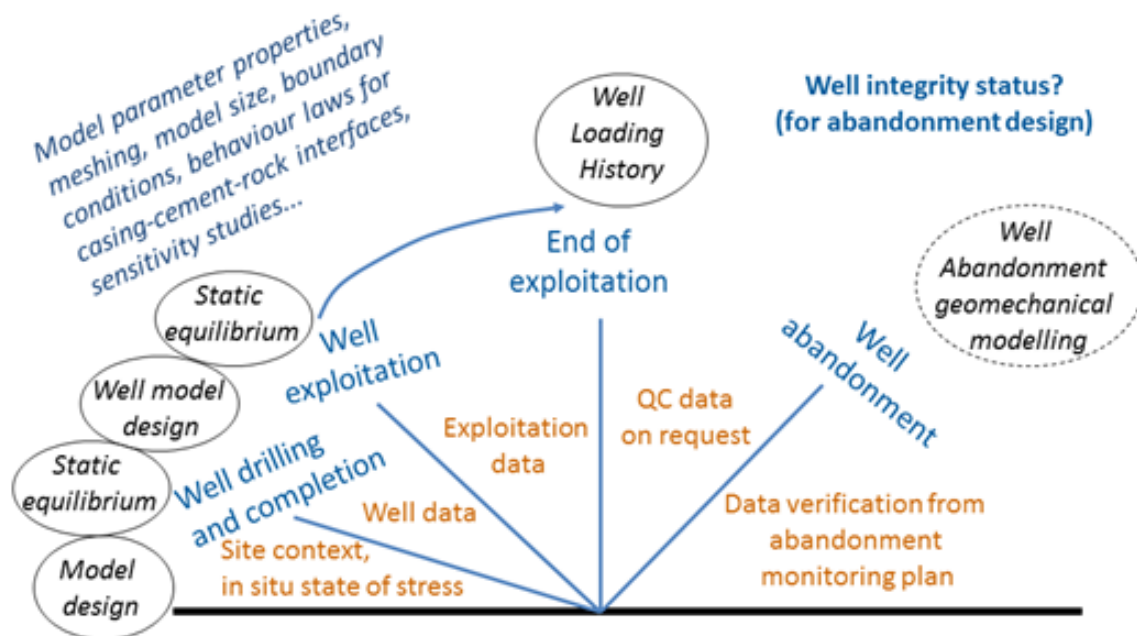 Model parameter properties,
meshing, model size, boundary
conditions, behaviour laws for
casing-cement-rock interfaces,
sensitivity studies...
Well
Loading
History
Well integrity status?
(for abandonment design)
End of
exploitation
Well
Abandonment
geomechanical
modelling
Static
equilibrium
Well
exploitation
Well
abandonment
Well model
design
Exploitation
data
QC data
on request
Static
equilibrium
Well drilling
and completion
Well data
Data verification from
abandonment
monitoring plan
Site context,
in situ state of stress
Model
design